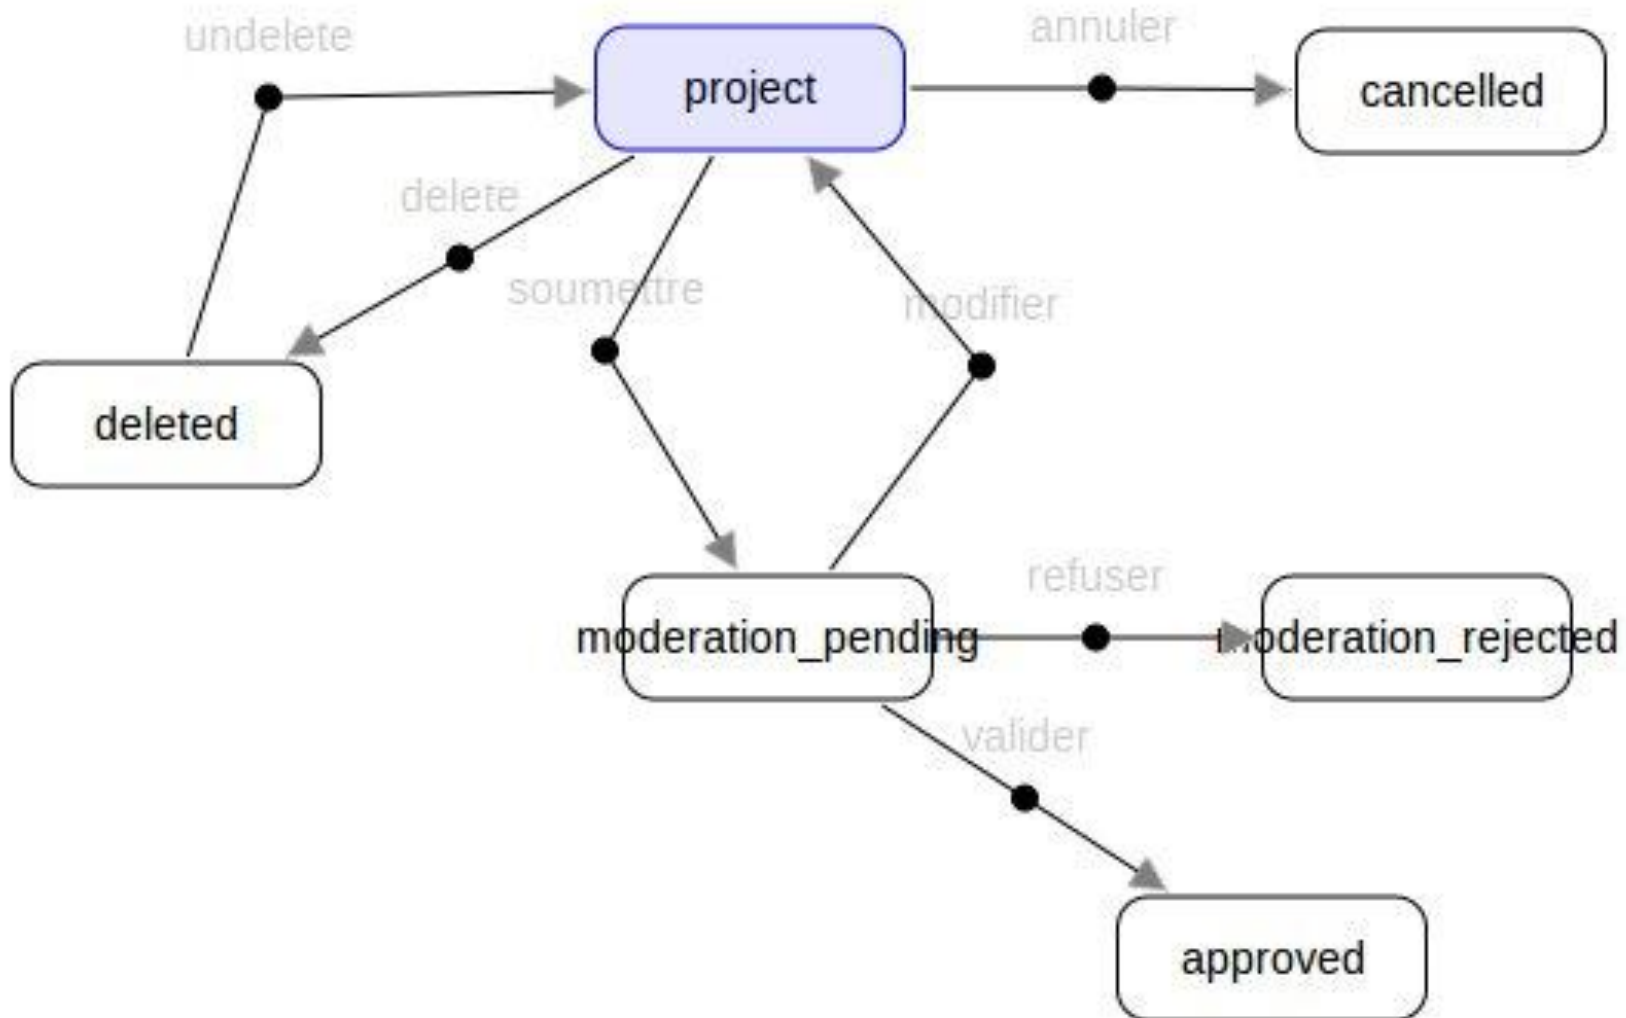 undelete
annuler
project
cancelled
delete
soumettre
modifier
deleted
refuser
moderation_pending
moderation_rejected
valider
approved